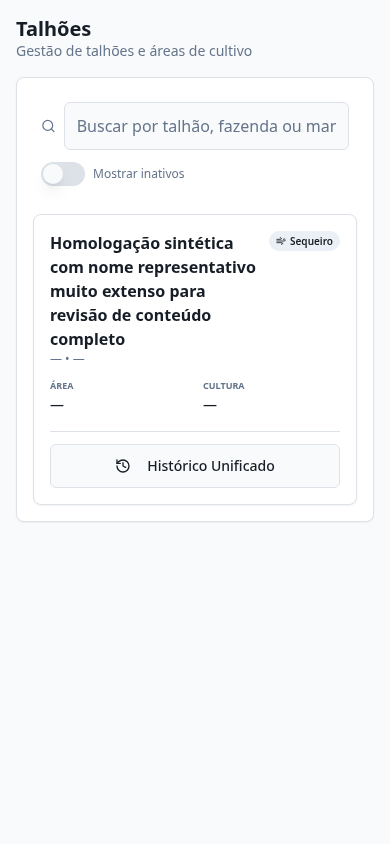 Talhões
Gestão de talhões e áreas de cultivo
Buscar por talhão, fazenda ou mar
Mostrar inativos
Homologação sintética
com nome representativo
muito extenso para
revisão de conteúdo
completo
Sequeiro
— • —
ÁREA
CULTURA
—
—
Histórico Unificado